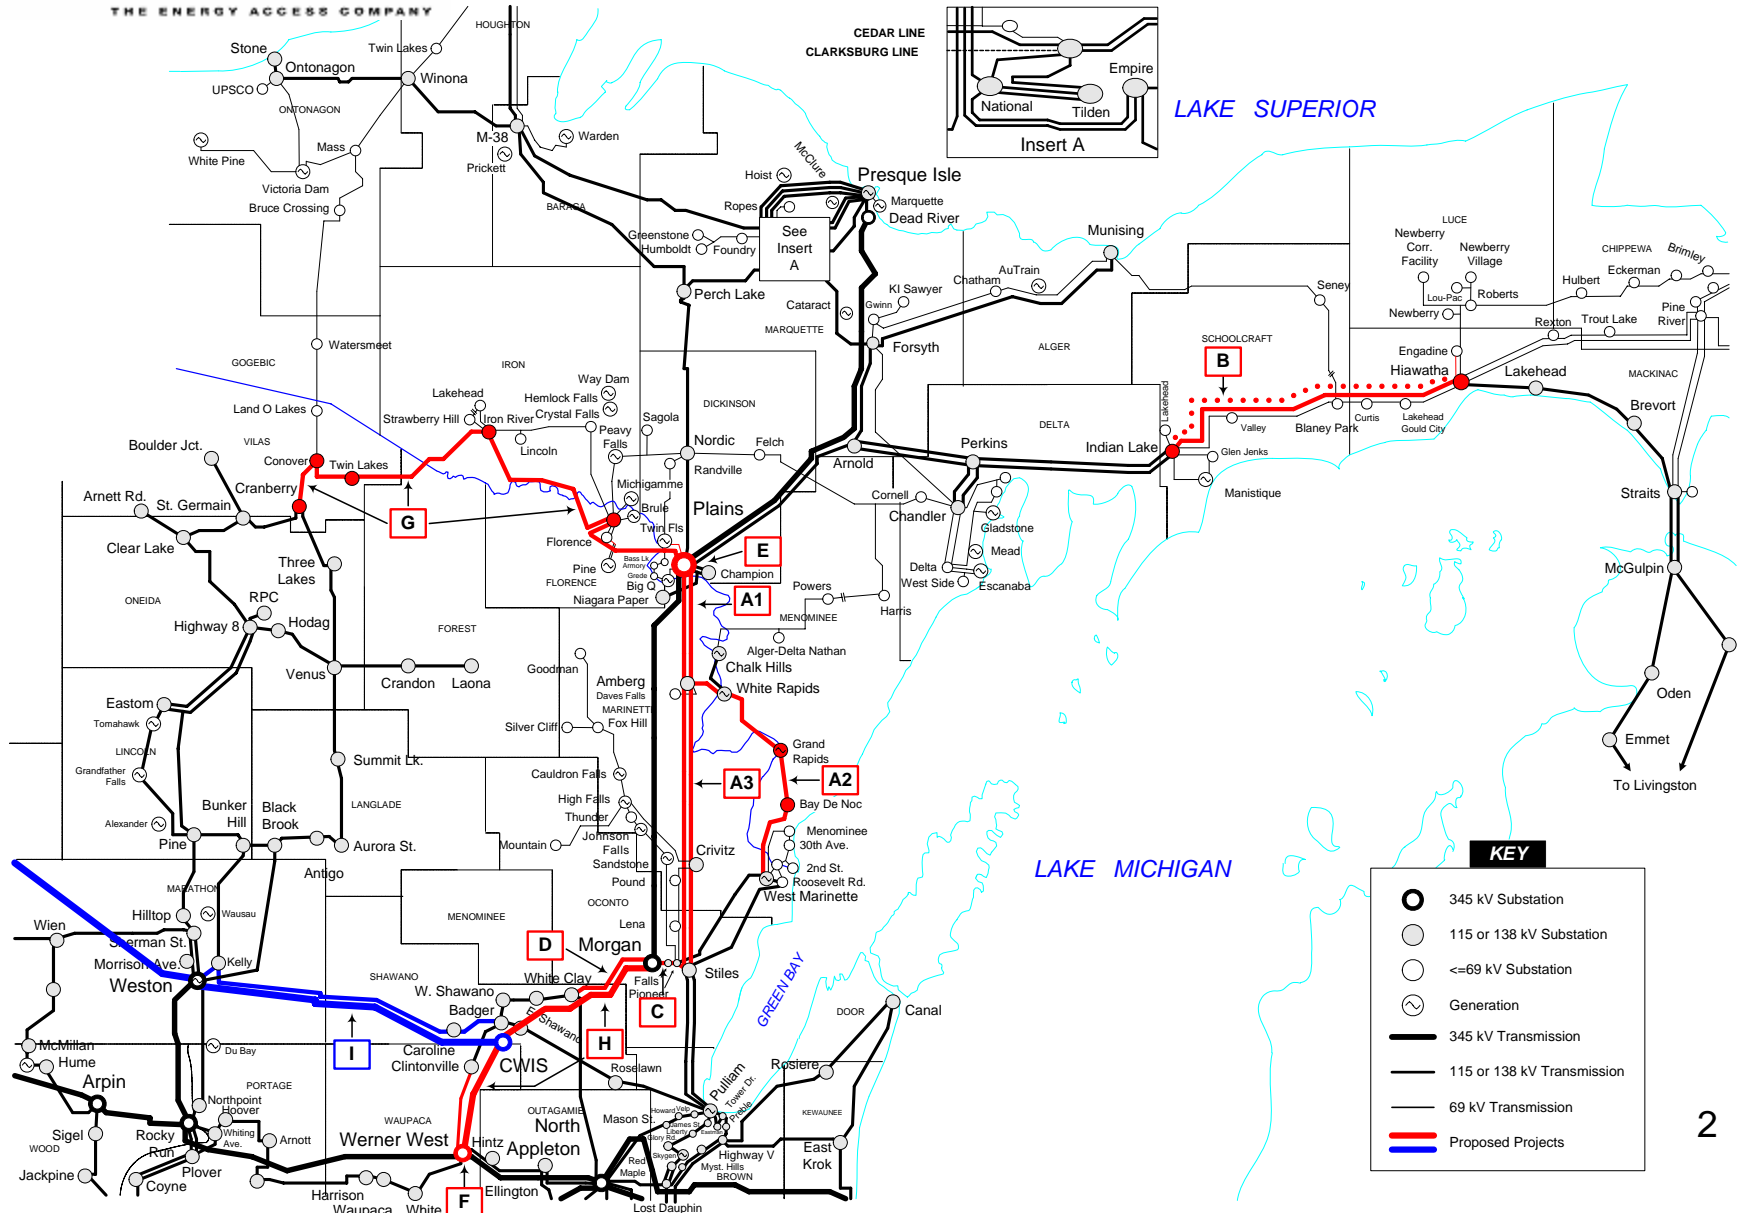 THE ENERGY ACCESS COMPANY
HOUGHTON
CEDAR LINE
CLARKSBURG LINE
National
Tilden
Empire
Insert A
LAKE SUPERIOR
Stone
Twin Lakes
Ontonagon
Winona
UPSCO
ONTONAGON
White Pine
Mass
Victoria Dam
Bruce Crossing
M-38
Prickett
Warden
BARAGA
Hoist
McClure
Presque Isle
Marquette
Dead River
Ropes
Greenstone
Humboldt
Foundry
See
Insert
A
Perch Lake
Cataract
MARQUETTE
KI Sawyer
Gwinn
Forsyth
Chatham
AuTrain
Munising
ALGER
Seney
SCHOOLCRAFT
B
LUCE
Newberry
Corr.
Facility
Newberry
Village
Lou-Pac
Roberts
Newberry
Engadine
Hiawatha
CHIPPEWA
Brimley
Hulbert
Eckerman
Pine
River
Rexton
Trout Lake
Lakehead
MACKINAC
Brevort
Straits
McGulpin
Oden
Emmet
To Livingston
Watersmeet
GOGEBIC
Land O Lakes
IRON
Lakehead
Strawberry Hill
Iron River
Lincoln
Way Dam
Hemlock Falls
Crystal Falls
Peavy
Falls
Sagola
DICKINSON
Nordic
Randville
Felch
Michigamme
Brule
Twin Fls
Plains
Arnold
Perkins
DELTA
Indian Lake
Lakehead
Valley
Blaney Park
Curtis
Lakehead
Gould City
Glen Jenks
Manistique
Cornell
Chandler
Gladstone
Mead
Delta
West Side
Escanaba
Boulder Jct.
VILAS
Conover
Twin Lakes
Cranberry
Arnett Rd.
St. Germain
Clear Lake
Three
Lakes
G
Florence
Pine
FLORENCE
Bass Lk
Armory
Grede
Big Q
Niagara Paper
Champion
E
A1
Powers
Harris
MENOMINEE
Alger-Delta Nathan
Chalk Hills
White Rapids
ONEIDA
RPC
Highway 8
Hodag
FOREST
Venus
Crandon
Laona
Goodman
Amberg
Daves Falls
MARINETTE
Silver Cliff
Fox Hill
Eastom
Tomahawk
LINCOLN
Grandfather
Falls
Summit Lk.
Cauldron Falls
A3
A2
Grand
Rapids
Bay De Noc
Bunker
Hill
Black
Brook
LANGLADE
Alexander
Pine
Aurora St.
Antigo
High Falls
Thunder
Johnson
Falls
Mountain
Sandstone
Crivitz
Pound
Menominee
30th Ave.
2nd St.
Roosevelt Rd.
West Marinette
LAKE MICHIGAN
MARATHON
Hilltop
Wausau
Wien
Sherman St.
Morrison Ave.
Kelly
Weston
MENOMINEE
OCONTO
Lena
D
Morgan
Stiles
Falls
Pioneer
C
White Clay
SHAWANO
W. Shawano
Badger
E. Shawano
GREEN BAY
DOOR
Canal
McMillan
Hume
Du Bay
I
Caroline
Clintonville
CWIS
H
Roselawn
Rosiere
Arpin
PORTAGE
Northpoint
Hoover
Whiting
Ave.
Arnott
WAUPACA
OUTAGAMIE
Pulliam
Tower Dr.
Preble
KEWAUNEE
Sigel
WOOD
Rocky
Run
Plover
Jackpine
Coyne
Werner West
Hintz
North
Appleton
Mason St.
Howard
Velp
James St.
Liberty
Eastman
Glory Rd.
Skygen
Red
Maple
Highway V
Myst. Hills
BROWN
East
Krok
Harrison
Waupaca
White
F
Ellington
Lost Dauphin
KEY
345 kV Substation
115 or 138 kV Substation
<=69 kV Substation
Generation
345 kV Transmission
115 or 138 kV Transmission
69 kV Transmission
Proposed Projects
2